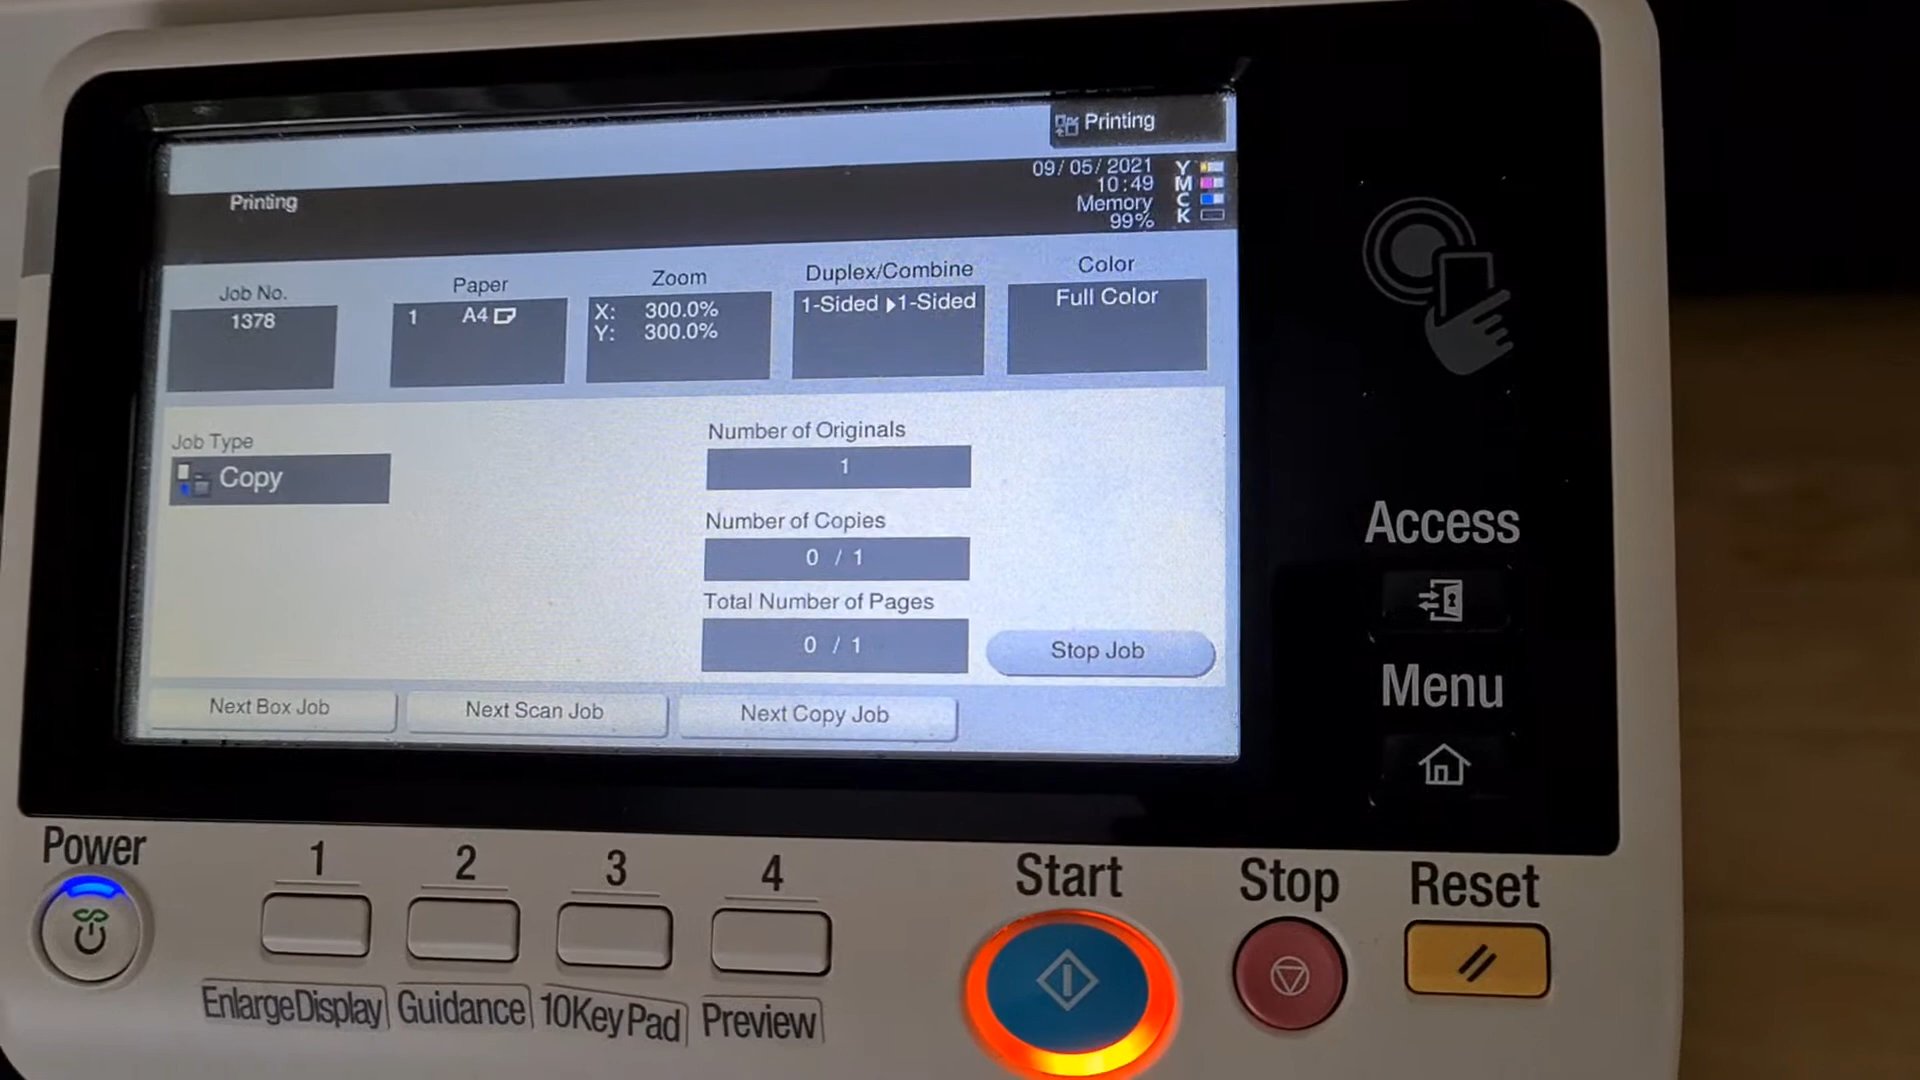 Printing
09/05/2021
10:49
Memory
99%
Y
M
C
K
Printing
Job No.
1378
Paper
1 A4
Zoom
X: 300.0%
Y: 300.0%
Duplex/Combine
1-Sided 1-Sided
Color
Full Color
Job Type
Copy
Number of Originals
1
Number of Copies
0 / 1
Total Number of Pages
0 / 1
Stop Job
Next Box Job
Next Scan Job
Next Copy Job
Access
Menu
Power
1
2
3
4
Start
Stop
Reset
Enlarge Display
Guidance
10Key Pad
Preview